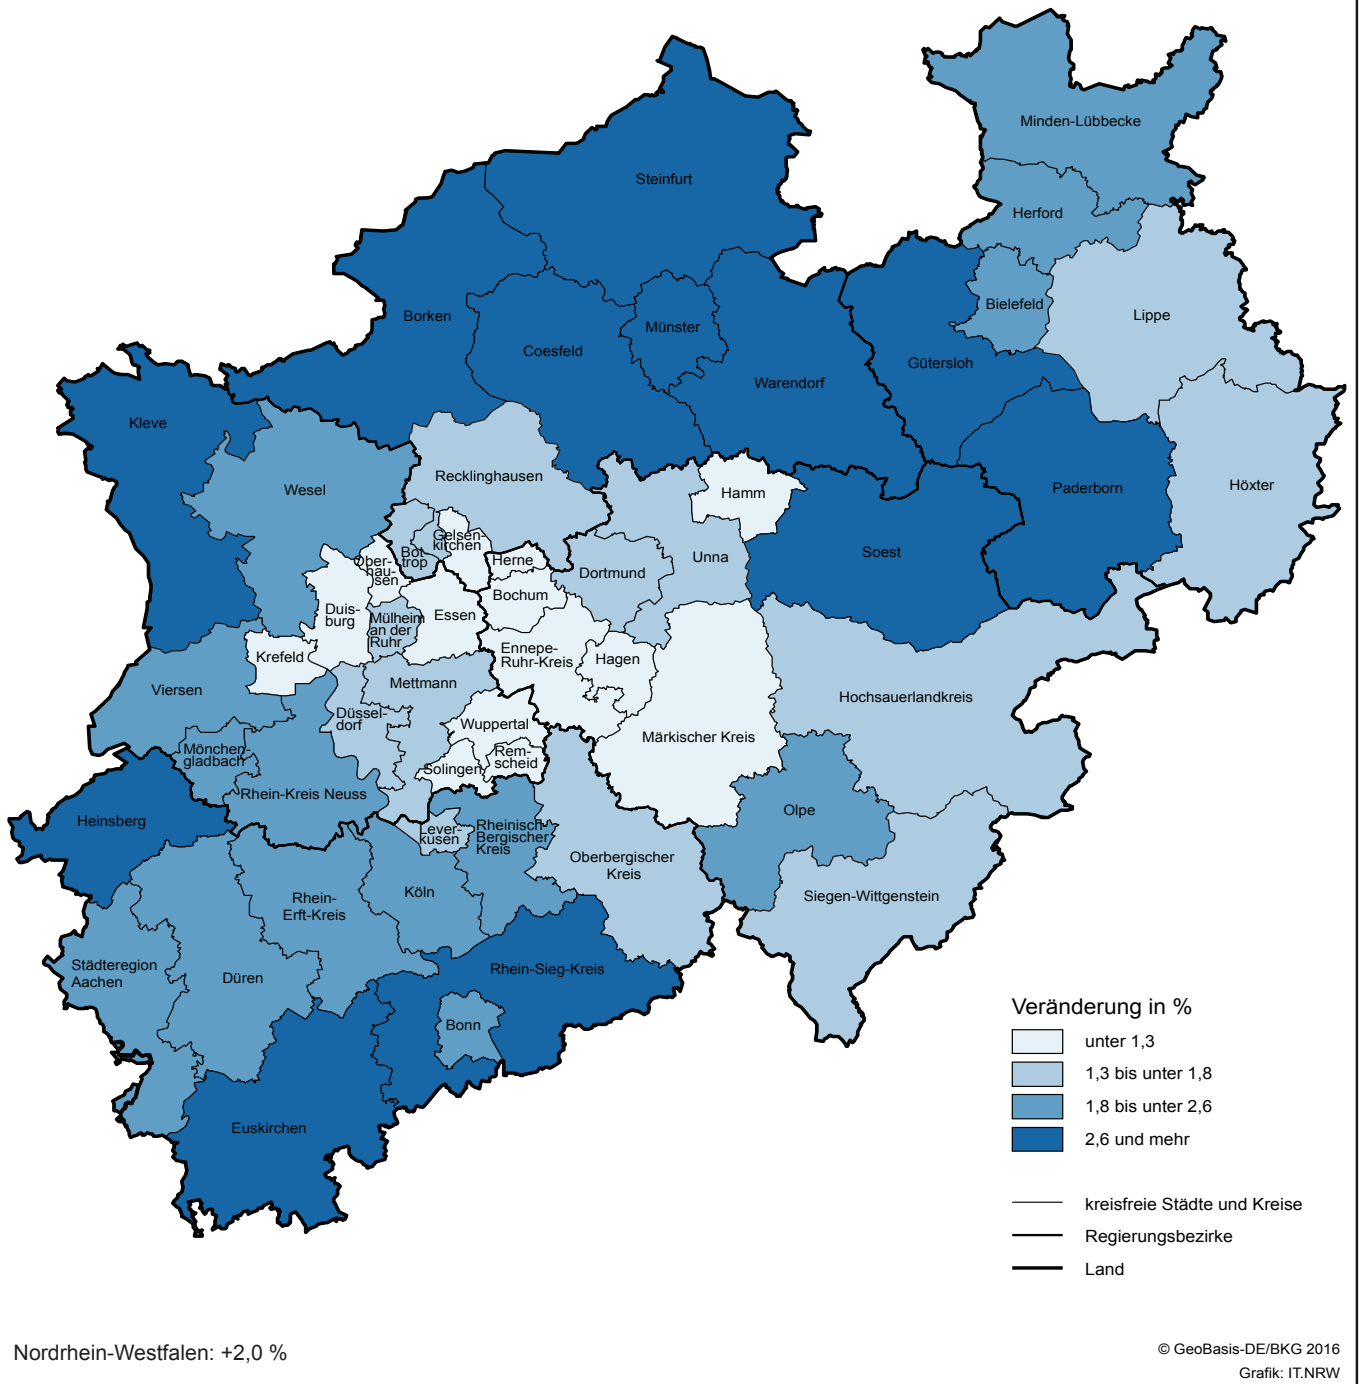 Minden-Lübbecke
Steinfurt
Herford
Bielefeld
Lippe
Borken
Münster
Coesfeld
Gütersloh
Warendorf
Kleve
Recklinghausen
Wesel
Hamm
Paderborn
Höxter
Gelsen-
kirchen
Bot
trop
Ober-
hau-
sen
Herne
Dortmund
Unna
Soest
Bochum
Duis-
burg
Mülheim
an der
Ruhr
Essen
Krefeld
Ennepe-
Ruhr-Kreis
Hagen
Viersen
Mettmann
Hochsauerlandkreis
Düssel-
dorf
Wuppertal
Märkischer Kreis
Mönchen-
gladbach
Rem-
scheid
Solingen
Rhein-Kreis Neuss
Olpe
Heinsberg
Lever-
kusen
Rheinisch-
Bergischer
Kreis
Oberbergischer
Kreis
Köln
Siegen-Wittgenstein
Rhein-
Erft-Kreis
Städteregion
Aachen
Düren
Rhein-Sieg-Kreis
Bonn
Euskirchen
Veränderung in %
unter 1,3
1,3 bis unter 1,8
1,8 bis unter 2,6
2,6 und mehr
kreisfreie Städte und Kreise
Regierungsbezirke
Land
Nordrhein-Westfalen: +2,0 %
© GeoBasis-DE/BKG 2016
Grafik: IT.NRW